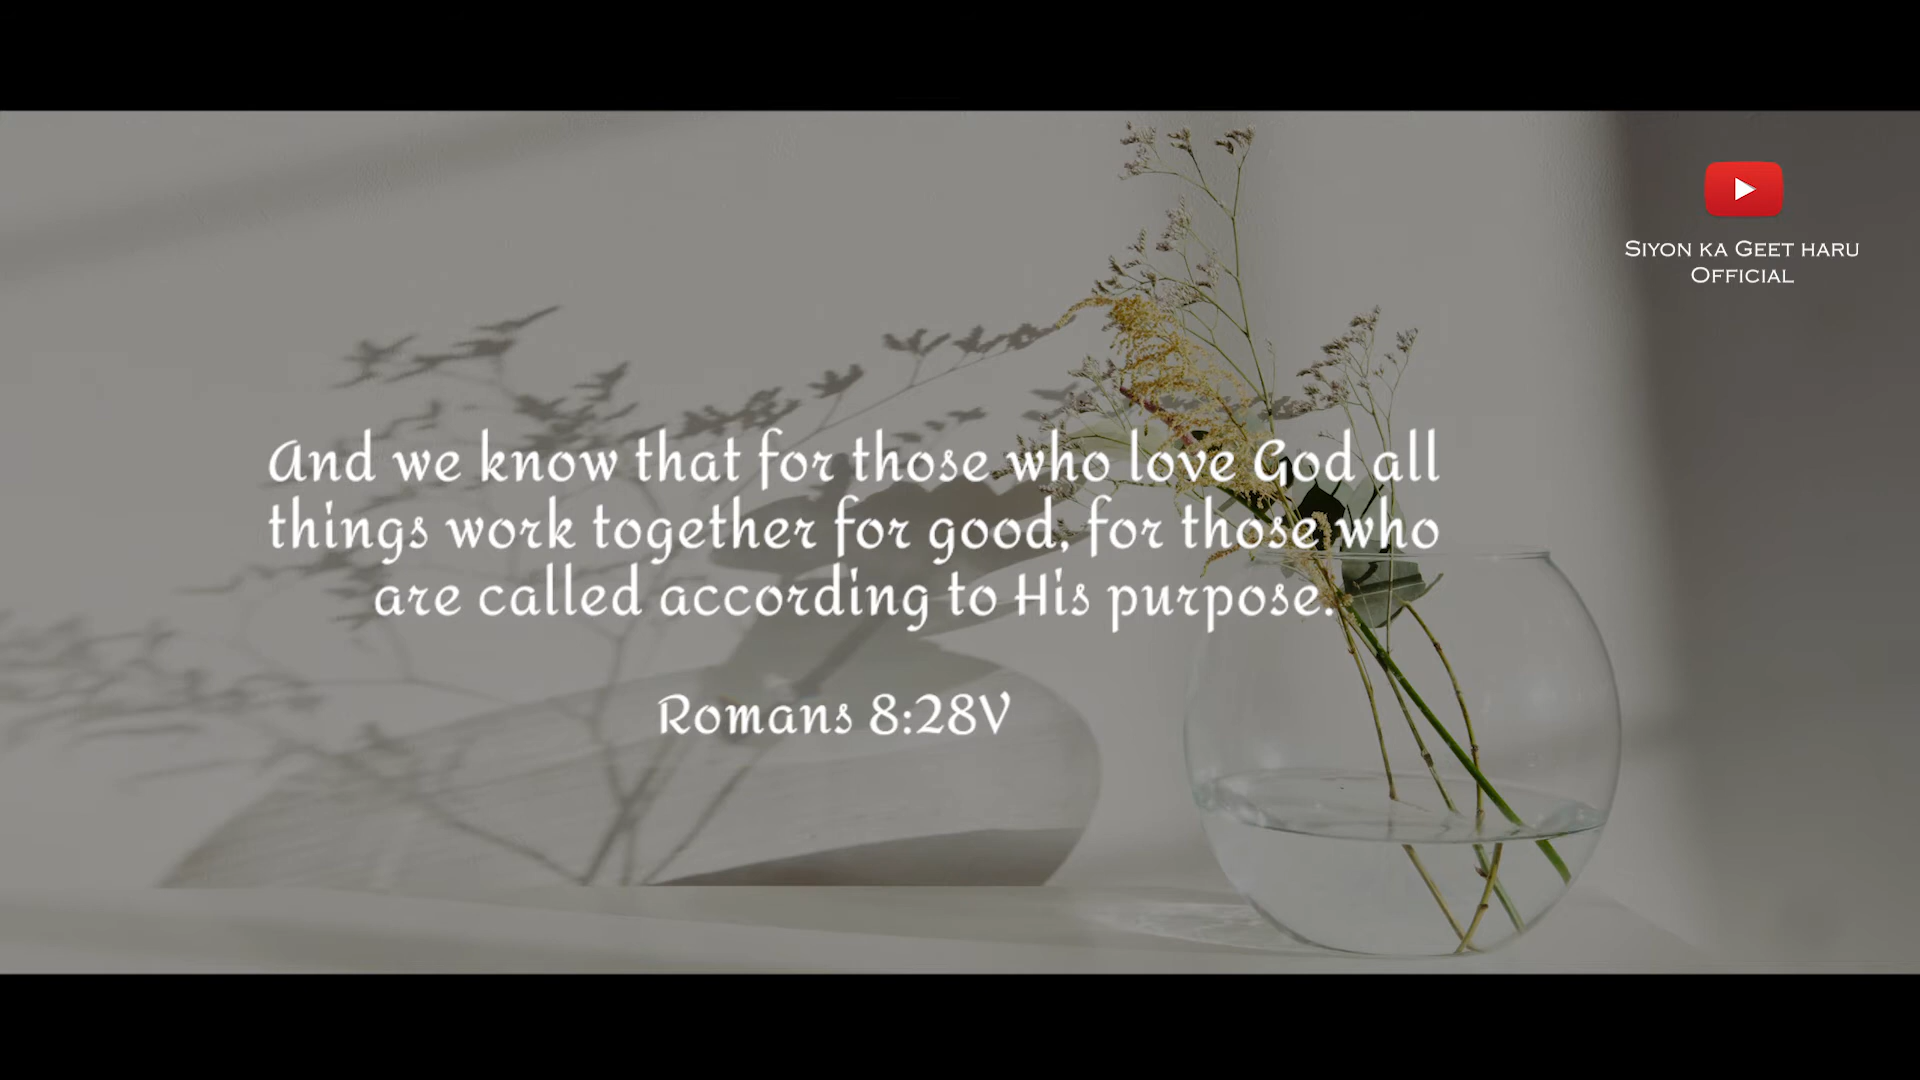 SIYON KA GEET HARU
OFFICIAL
And we know that for those who love God all
things work together for good, for those who
are called according to His purpose.
Romans 8:28V